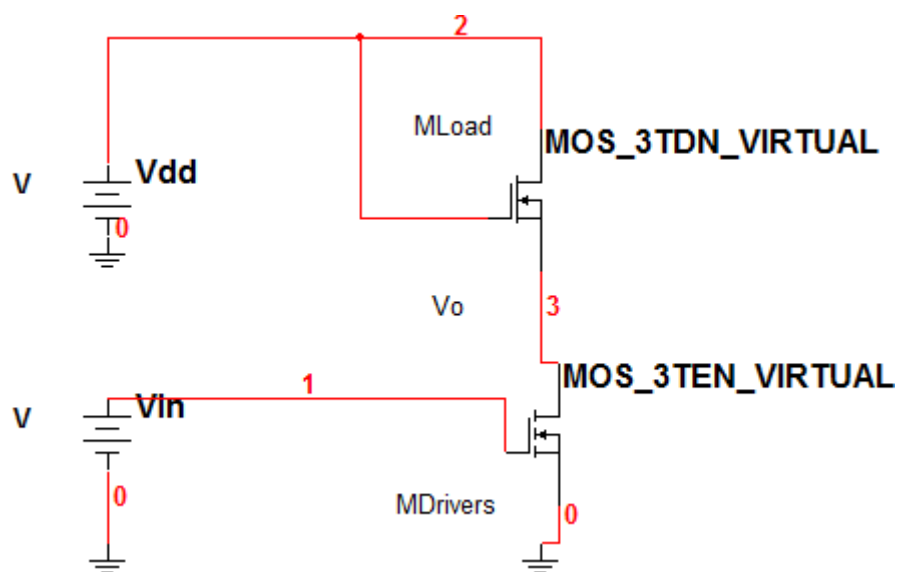 2
MLoad
MOS_3TDN_VIRTUAL
V
Vdd
0
Vo
3
MOS_3TEN_VIRTUAL
1
V
Vin
0
MDrivers
0